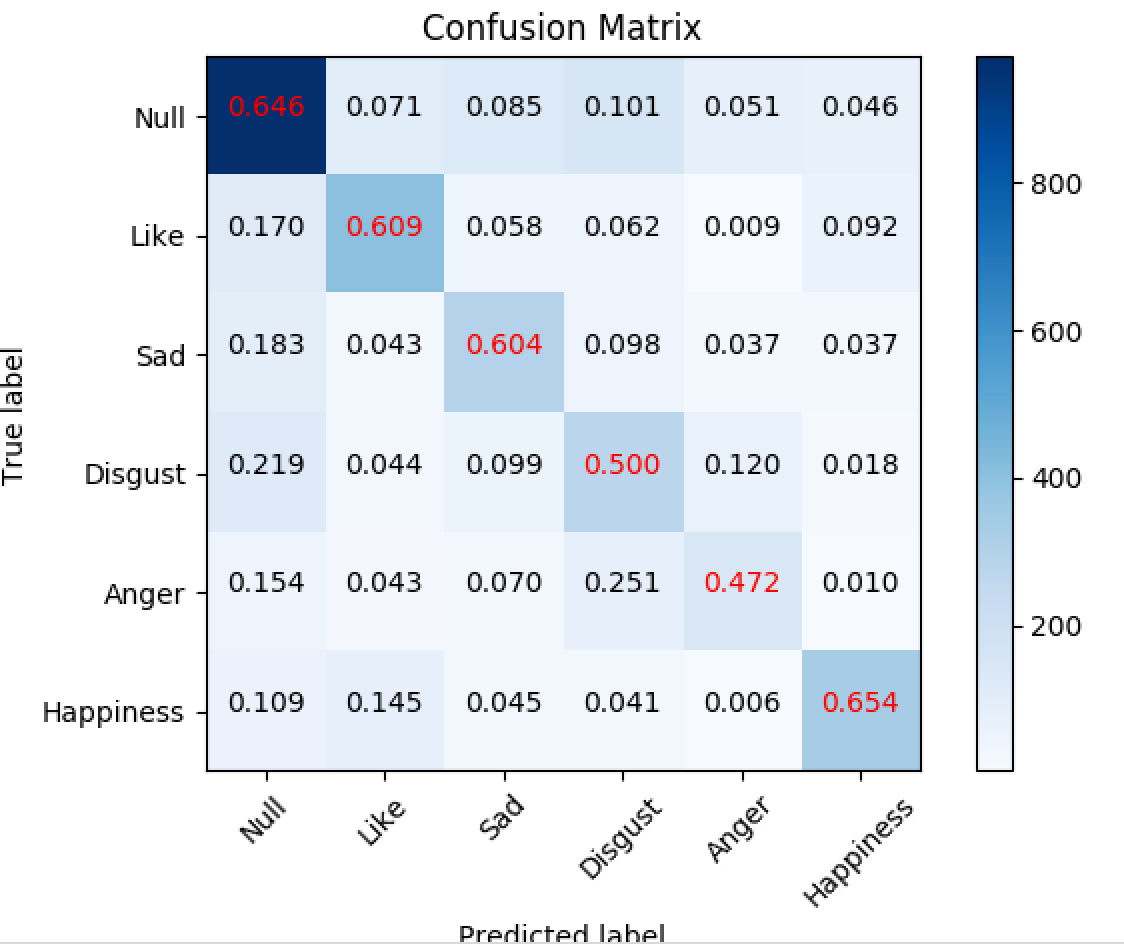 Confusion Matrix
Null 0.646 0.071 0.085 0.101 0.051 0.046
Like 0.170 0.609 0.058 0.062 0.009 0.092
Sad 0.183 0.043 0.604 0.098 0.037 0.037
Disgust 0.219 0.044 0.099 0.500 0.120 0.018
Anger 0.154 0.043 0.070 0.251 0.472 0.010
Happiness 0.109 0.145 0.045 0.041 0.006 0.654
True label
Null Like Sad Disgust Anger Happiness
Predicted label
800
600
400
200